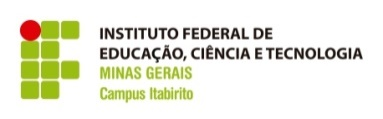 INSTITUTO FEDERAL DE
EDUCAÇÃO, CIÊNCIA E TECNOLOGIA
MINAS GERAIS
Campus Itabirito